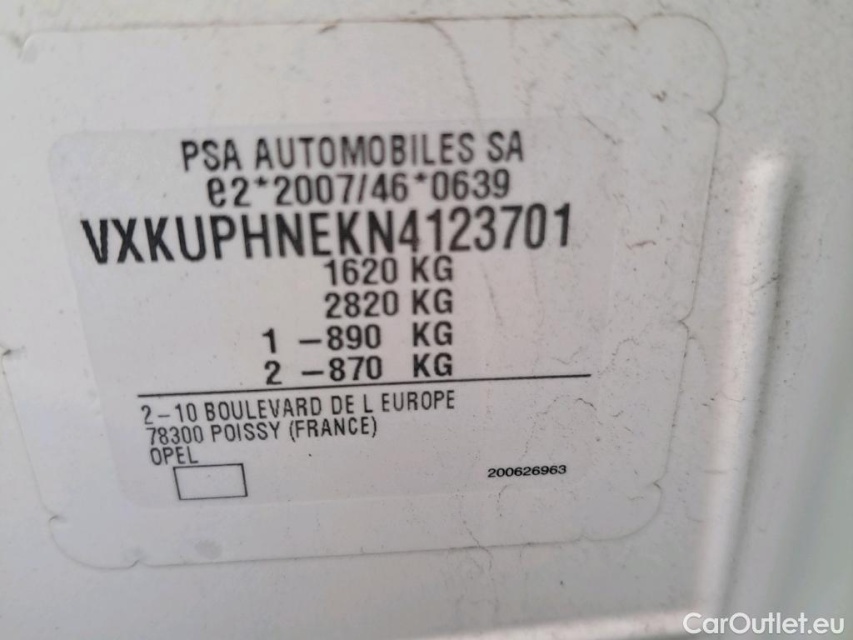 PSA AUTOMOBILES SA
e2*2007/46*0639
VXKUPHNEKN4123701
1620 KG
2820 KG
1 -890 KG
2 -870 KG
2-10 BOULEVARD DE L EUROPE
78300 POISSY (FRANCE)
OPEL
200626963
CarOutlet.eu